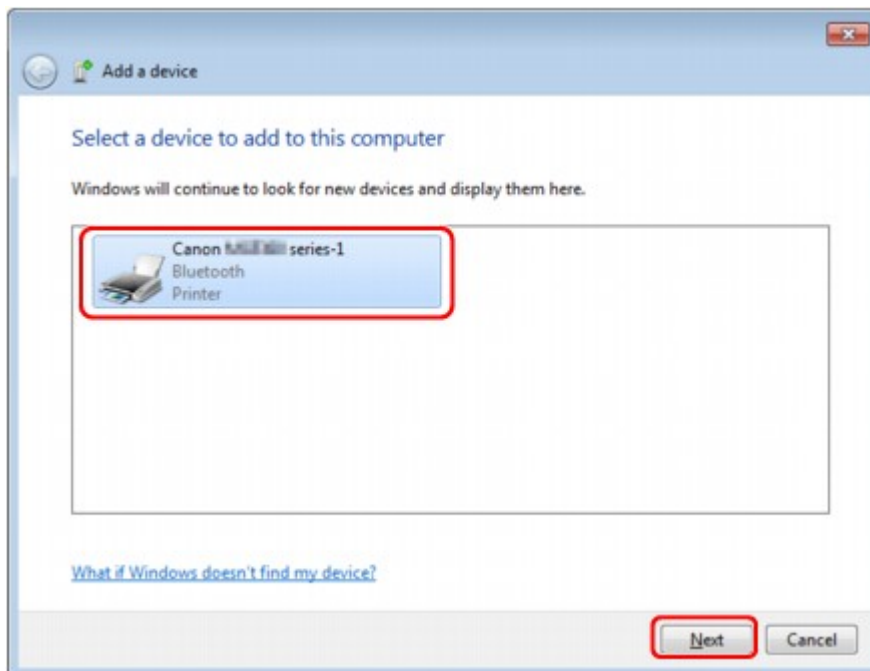 Add a device
Select a device to add to this computer
Windows will continue to look for new devices and display them here.
Canon series-1
Bluetooth
Printer
What if Windows doesn't find my device?
Next
Cancel